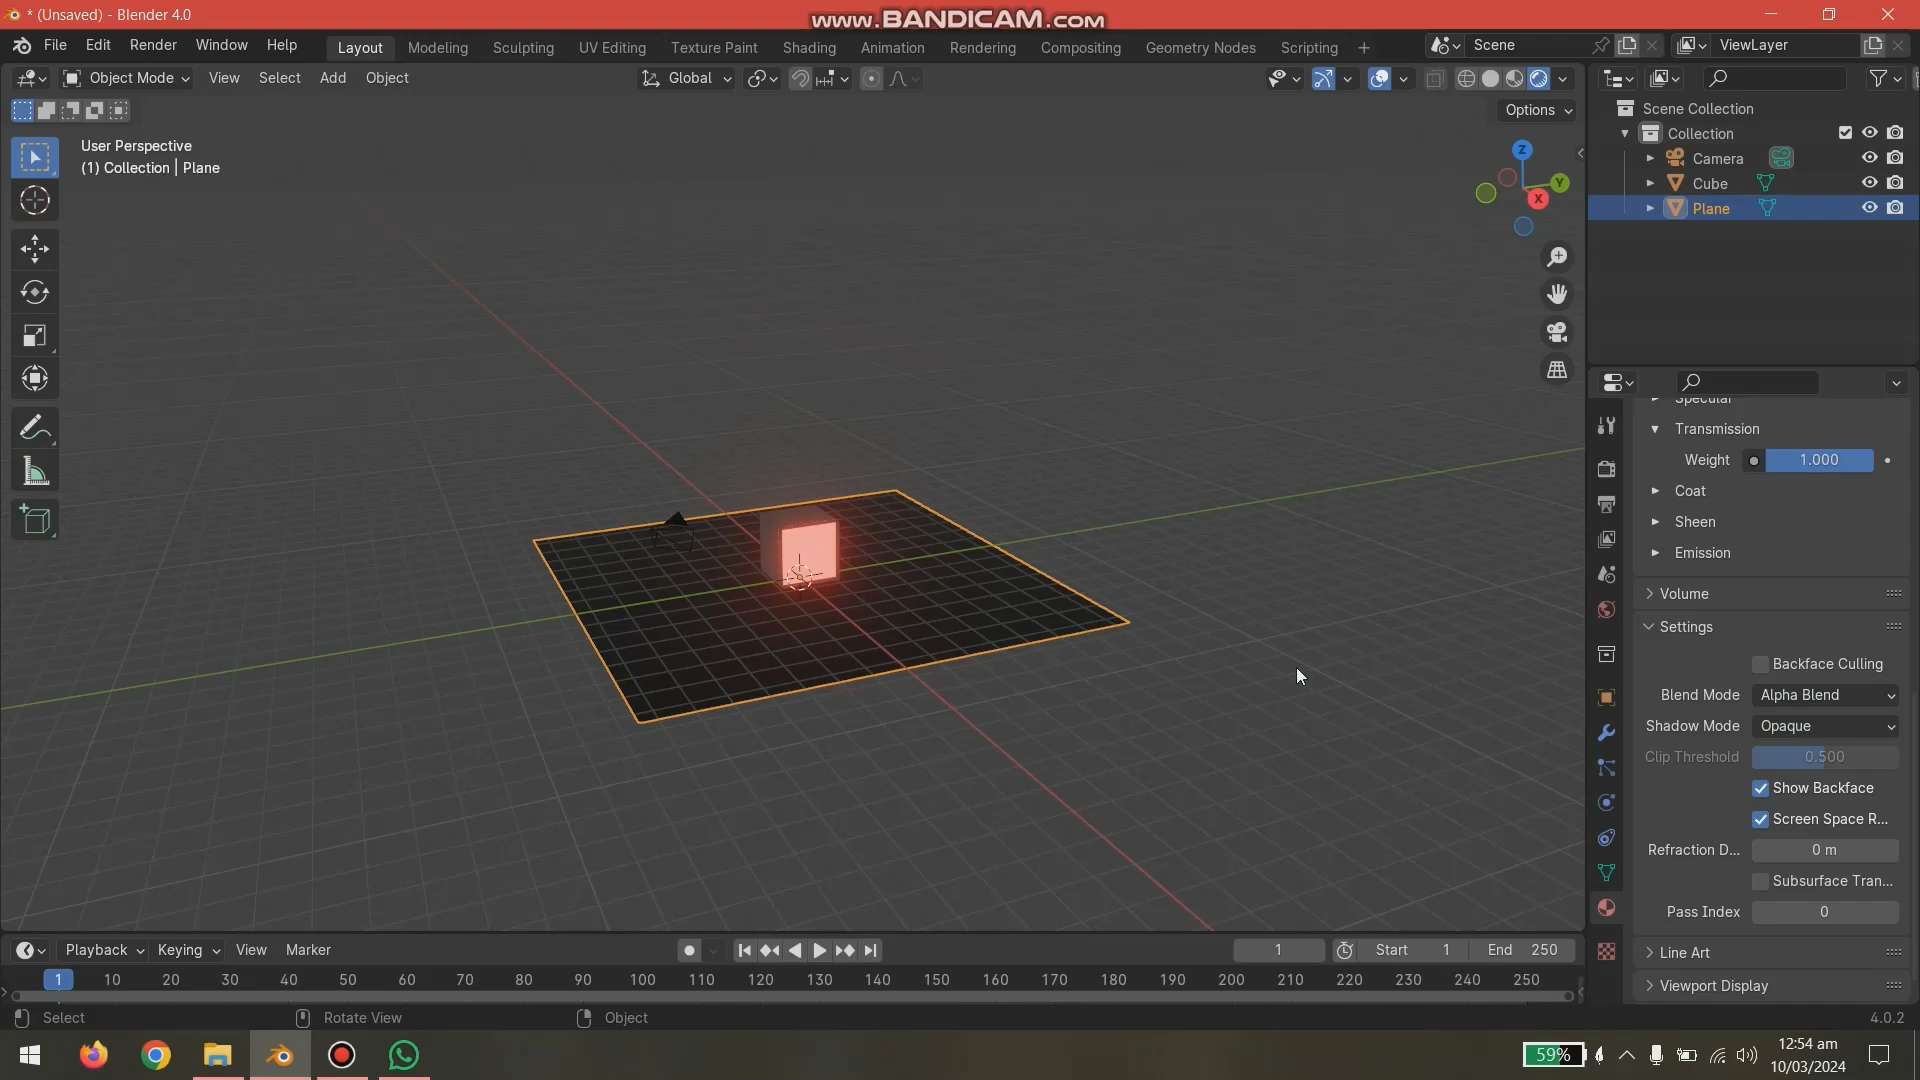 * (Unsaved) - Blender 4.0
www.BANDICAM.com
File Edit Render Window Help
Layout Modeling Sculpting UV Editing Texture Paint Shading Animation Rendering Compositing Geometry Nodes Scripting +
Scene
ViewLayer
Object Mode View Select Add Object
Global
Options
User Perspective
(1) Collection | Plane
Z
Y
X
Scene Collection
Collection
Camera
Cube
Plane
Specular
Transmission
Weight 1.000
Coat
Sheen
Emission
Volume
Settings
Backface Culling
Blend Mode Alpha Blend
Shadow Mode Opaque
Clip Threshold 0.500
Show Backface
Screen Space R...
Refraction D... 0 m
Subsurface Tran...
Pass Index 0
Line Art
Viewport Display
Playback Keying View Marker
1 Start 1 End 250
1 10 20 30 40 50 60 70 80 90 100 110 120 130 140 150 160 170 180 190 200 210 220 230 240 250
Select Rotate View Object
4.0.2
59%
12:54 am
10/03/2024